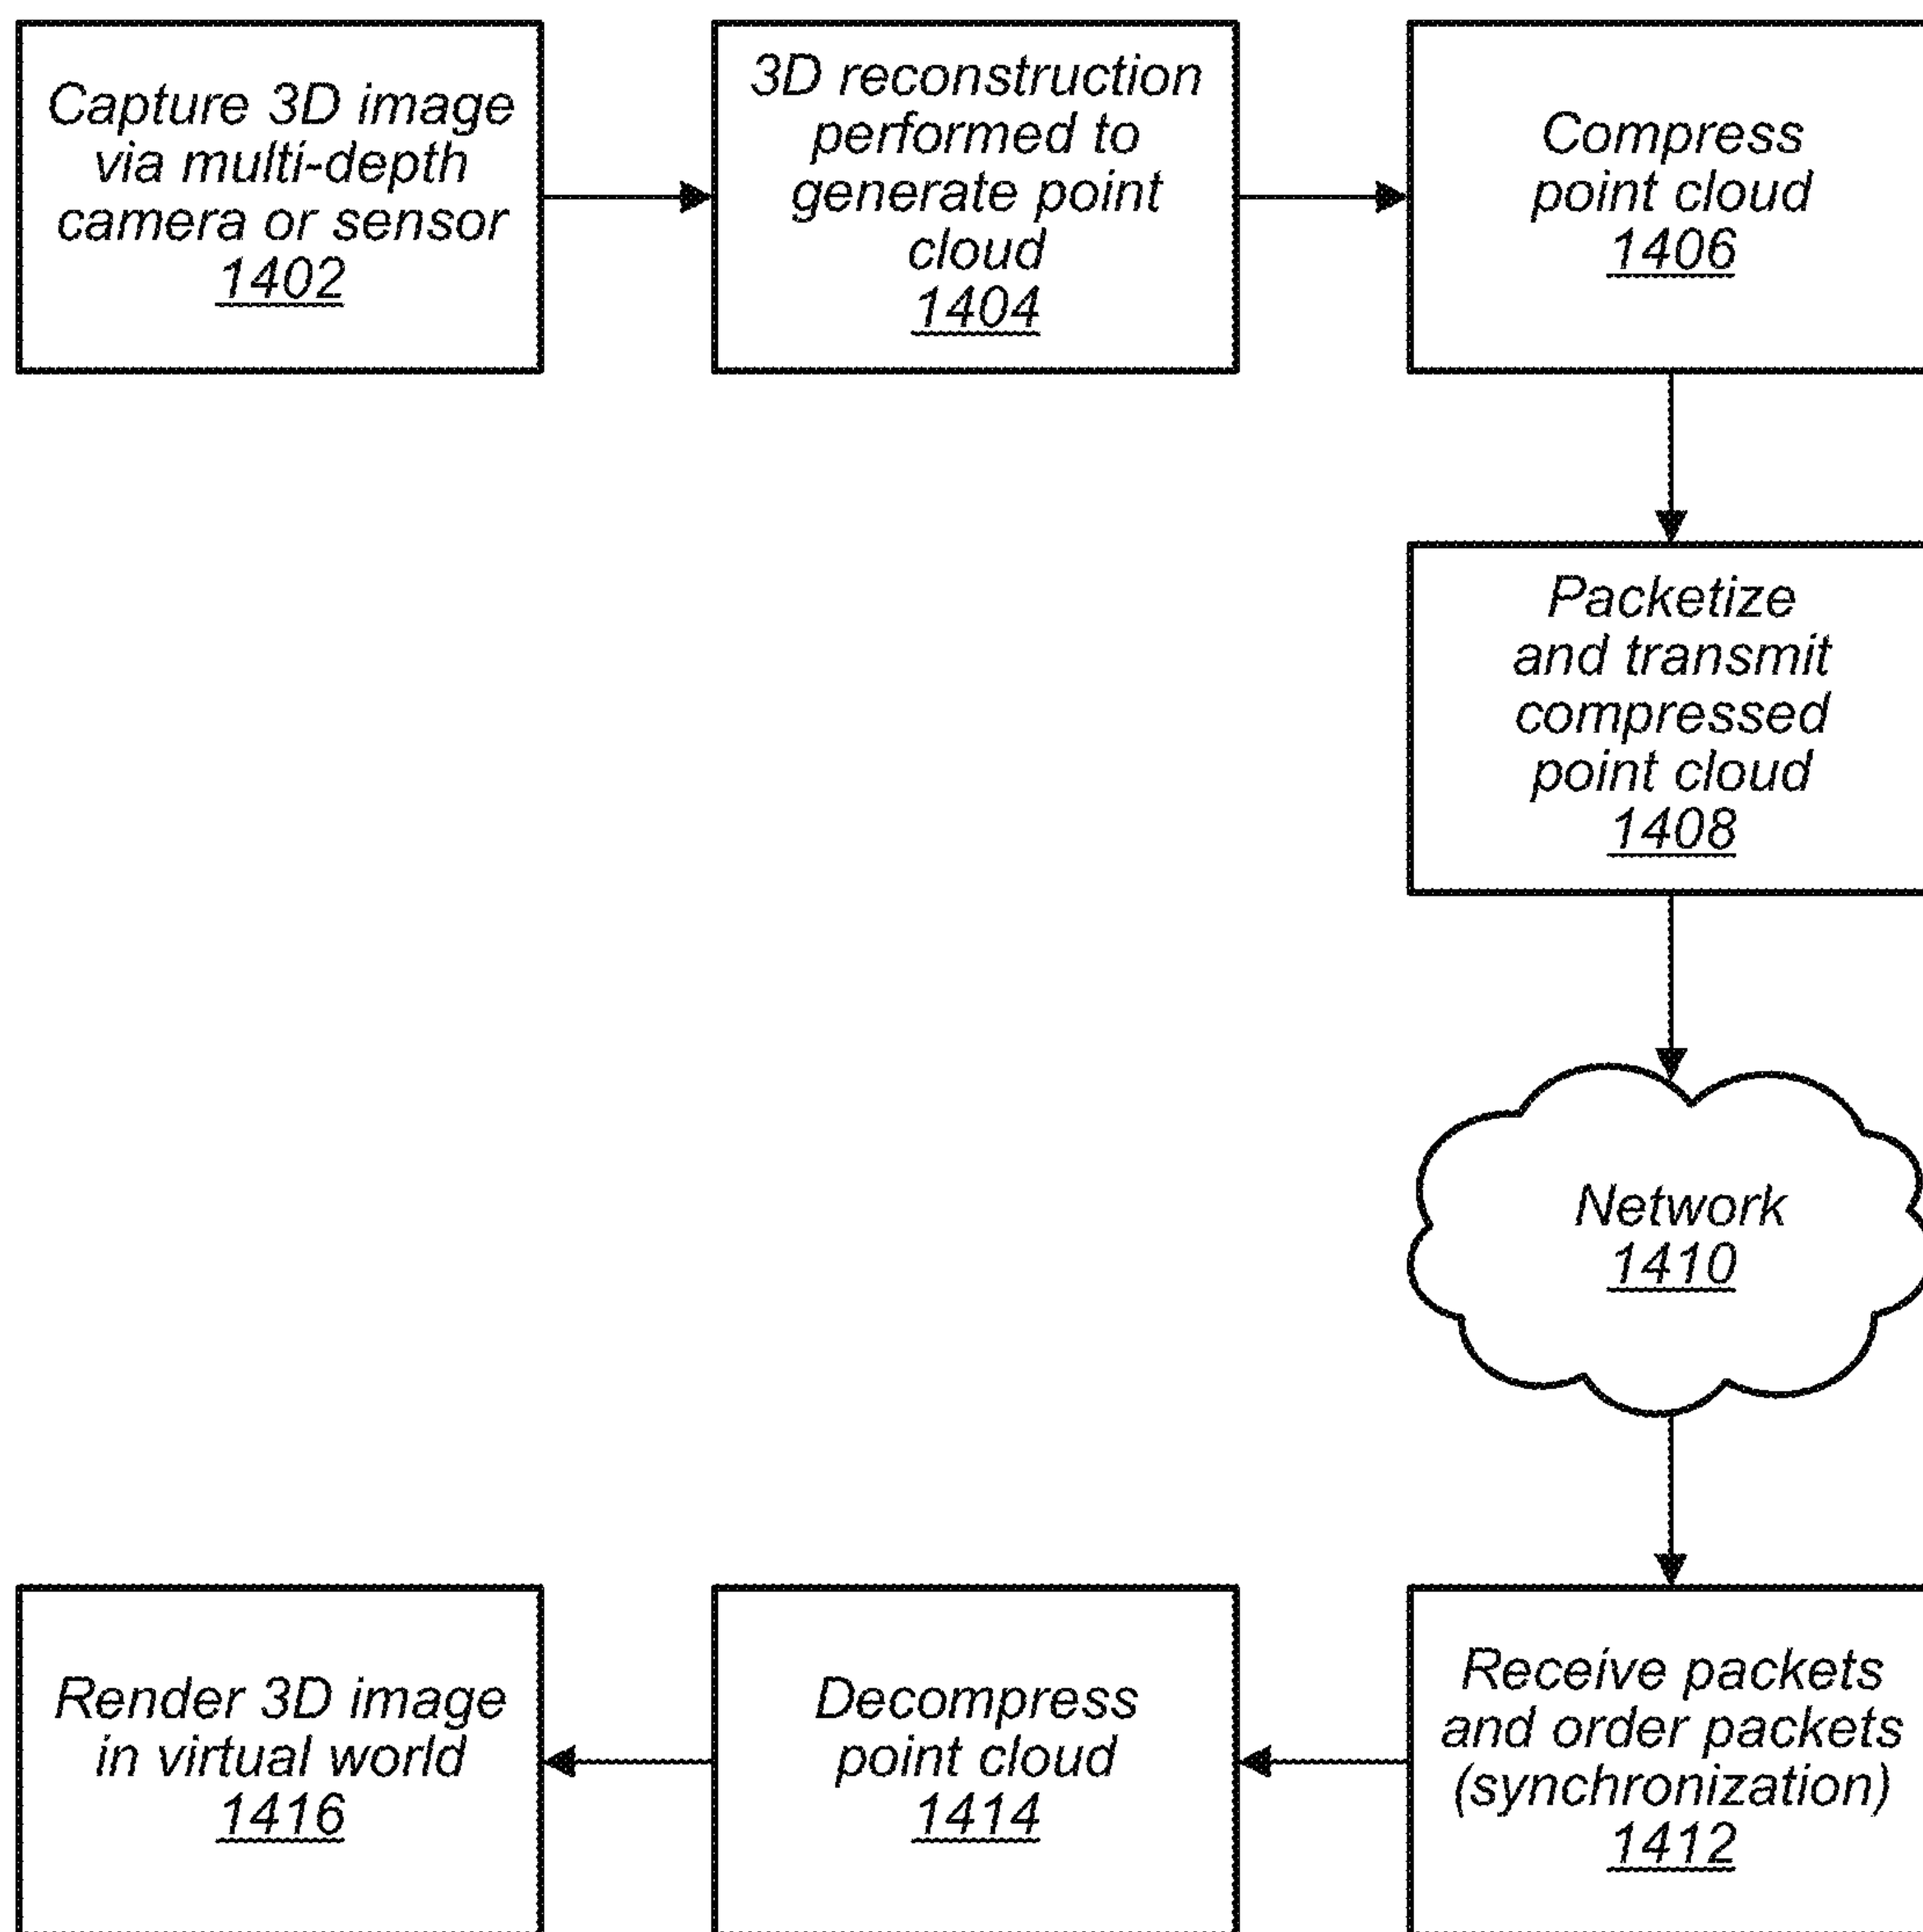 Capture 3D image
via multi-depth
camera or sensor
1402
3D reconstruction
performed to
generate point
cloud
1404
Compress
point cloud
1406
Packetize
and transmit
compressed
point cloud
1408
Network
1410
Receive packets
and order packets
(synchronization)
1412
Decompress
point cloud
1414
Render 3D image
in virtual world
1416